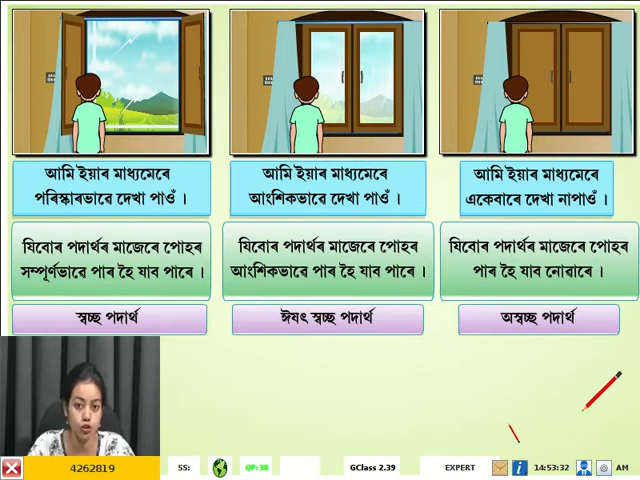 আমি ইয়াৰ মাধ্যমেৰে
পৰিস্কাৰভাৱে দেখা পাওঁ ।
আমি ইয়াৰ মাধ্যমেৰে
আংশিকভাৱে দেখা পাওঁ ।
আমি ইয়াৰ মাধ্যমেৰে
একেবাৰে দেখা নাপাওঁ ।
যিবোৰ পদাৰ্থৰ মাজেৰে পোহৰ
সম্পূৰ্ণভাৱে পাৰ হৈ যাব পাৰে ।
যিবোৰ পদাৰ্থৰ মাজেৰে পোহৰ
আংশিকভাৱে পাৰ হৈ যাব পাৰে ।
যিবোৰ পদাৰ্থৰ মাজেৰে পোহৰ
পাৰ হৈ যাব নোৱাৰে ।
স্বচ্ছ পদাৰ্থ
ঈষৎ স্বচ্ছ পদাৰ্থ
অস্বচ্ছ পদাৰ্থ
4262819 SS: QP:38 GClass 2.39 EXPERT 14:53:32 AM